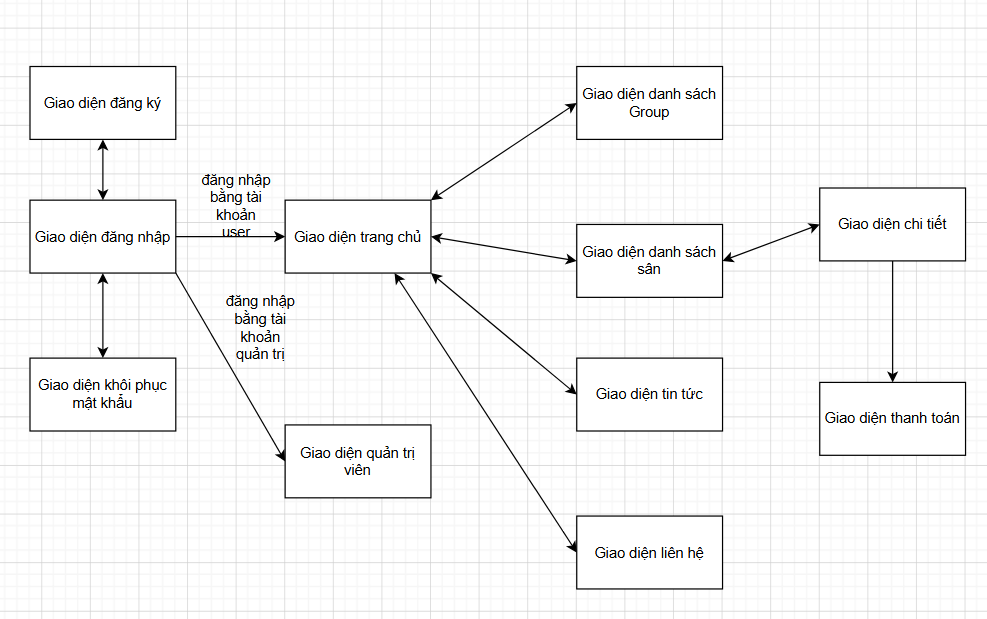 Giao diện đăng ký
đăng nhập
bằng tài
khoản
user
Giao diện đăng nhập
Giao diện trang chủ
đăng nhập
bằng tài
khoản
quản trị
Giao diện khôi phục
mật khẩu
Giao diện quản trị
viên
Giao diện danh sách
Group
Giao diện danh sách
sân
Giao diện tin tức
Giao diện liên hệ
Giao diện chi tiết
Giao diện thanh toán